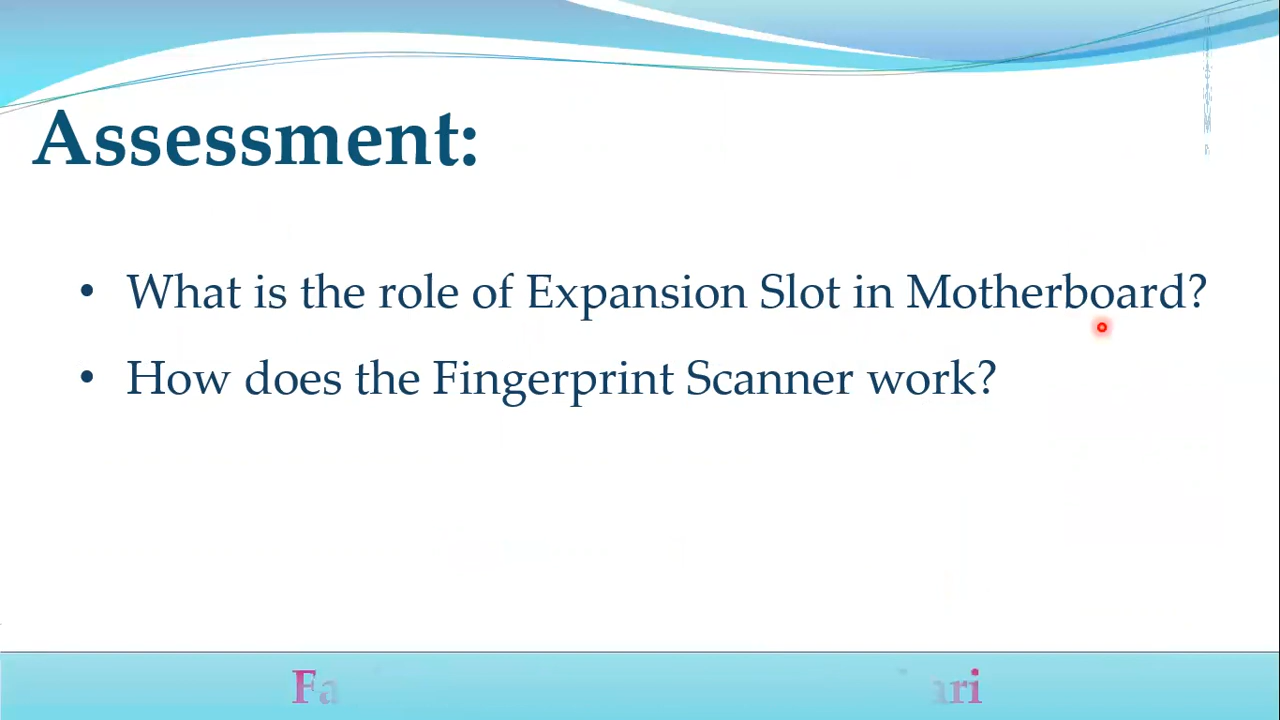 Assessment:
• What is the role of Expansion Slot in Motherboard?
• How does the Fingerprint Scanner work?